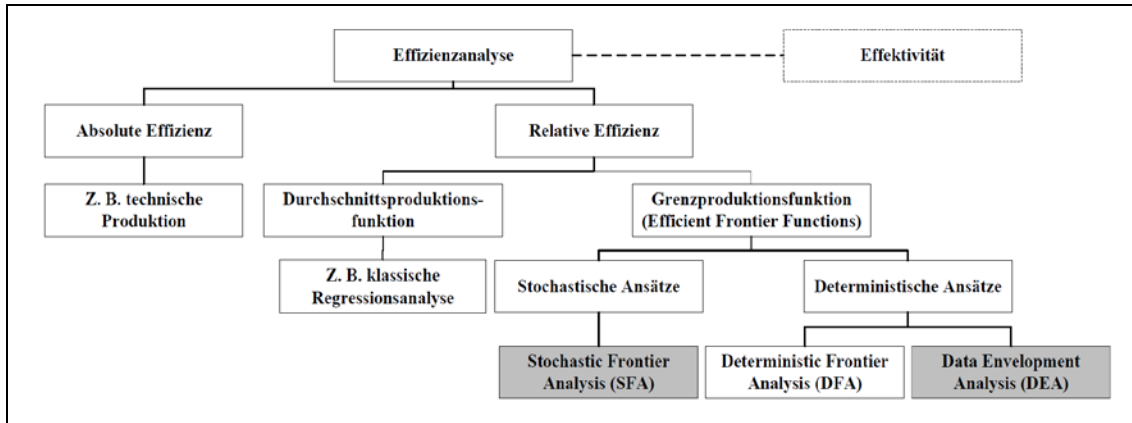 Effizienzanalyse
Effektivität
Absolute Effizienz
Relative Effizienz
Z. B. technische
Produktion
Durchschnittsproduktions-
funktion
Grenzproduktionsfunktion
(Efficient Frontier Functions)
Z. B. klassische
Regressionsanalyse
Stochastische Ansätze
Deterministische Ansätze
Stochastic Frontier
Analysis (SFA)
Deterministic Frontier
Analysis (DFA)
Data Envelopment
Analysis (DEA)